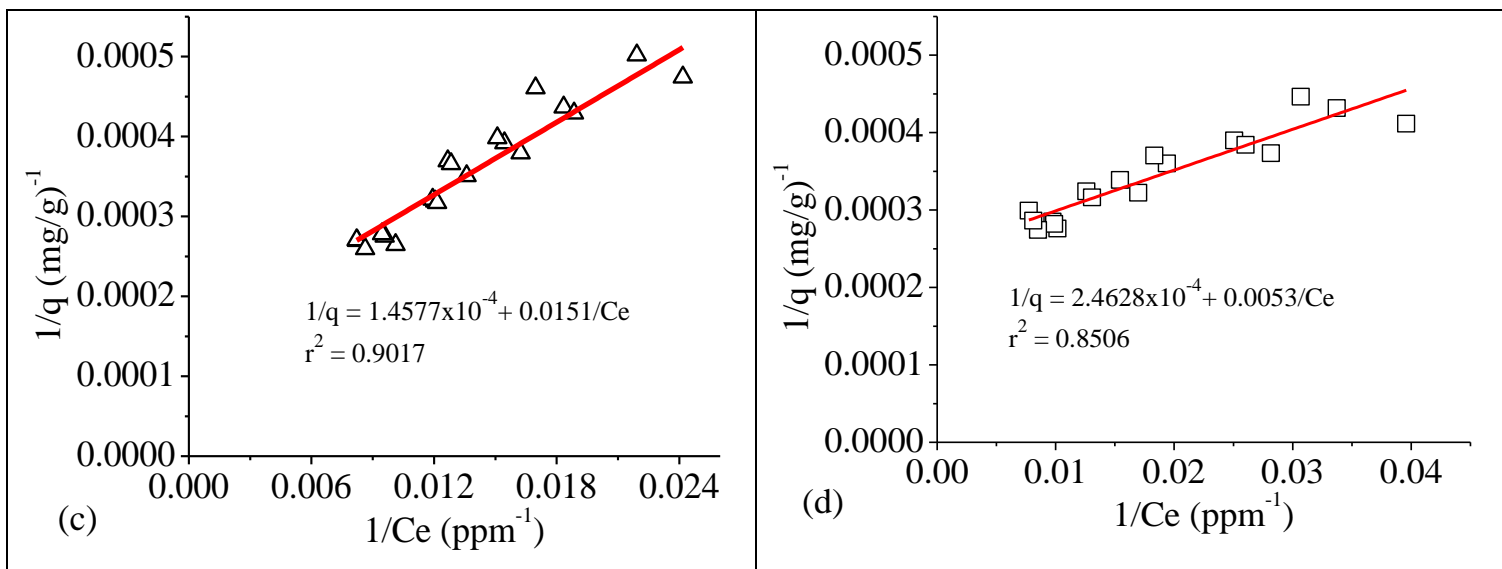 0.0005
0.0004
0.0003
0.0002
0.0001
0.0000
1/q (mg/g)⁻¹
1/q = 1.4577x10⁻⁴+ 0.0151/Ce
r² = 0.9017
0.000 0.006 0.012 0.018 0.024
1/Ce (ppm⁻¹)
(c)
0.0005
0.0004
0.0003
0.0002
0.0001
0.0000
1/q (mg/g)⁻¹
1/q = 2.4628x10⁻⁴+ 0.0053/Ce
r² = 0.8506
0.00 0.01 0.02 0.03 0.04
1/Ce (ppm⁻¹)
(d)